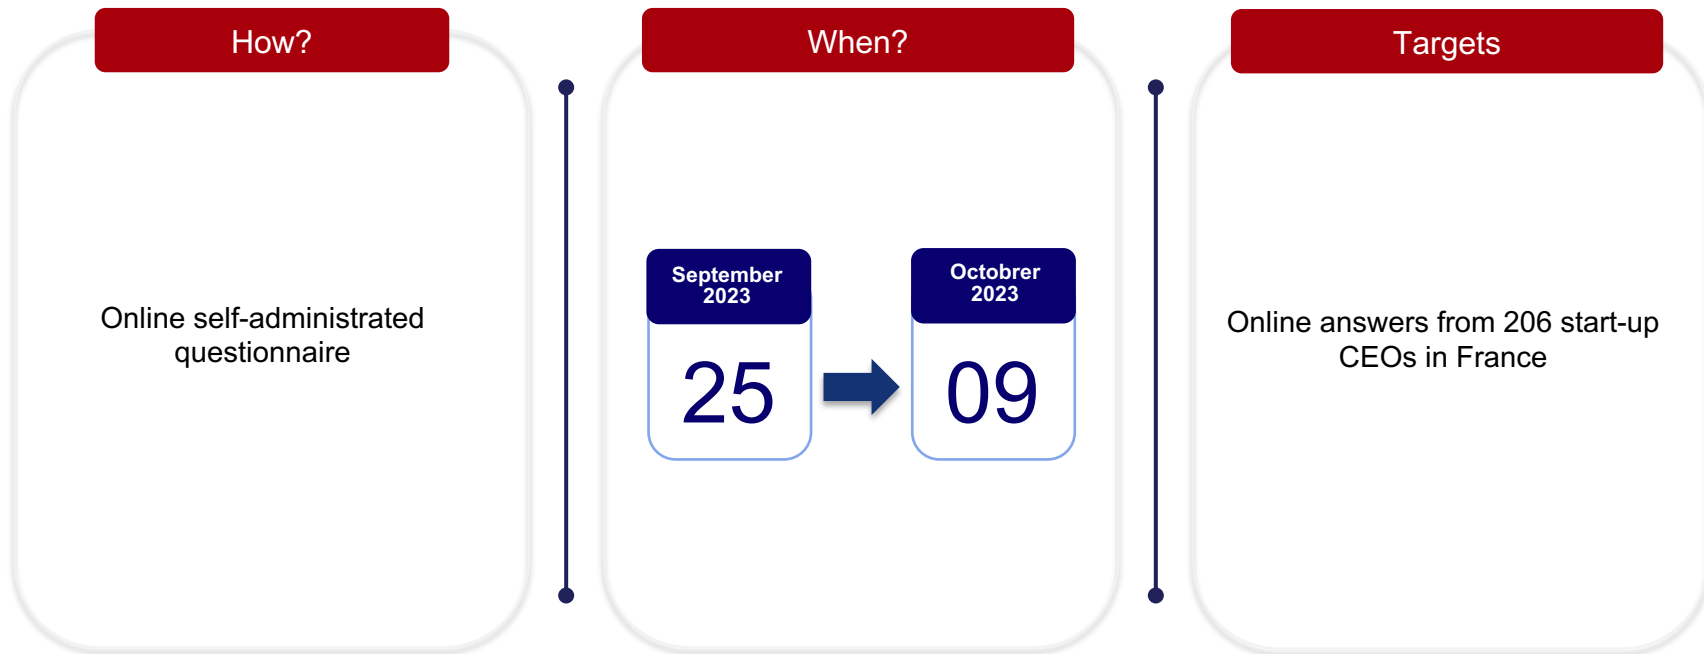 How?
Online self-administrated
questionnaire
When?
September
2023
25
Octobrer
2023
09
Targets
Online answers from 206 start-up
CEOs in France